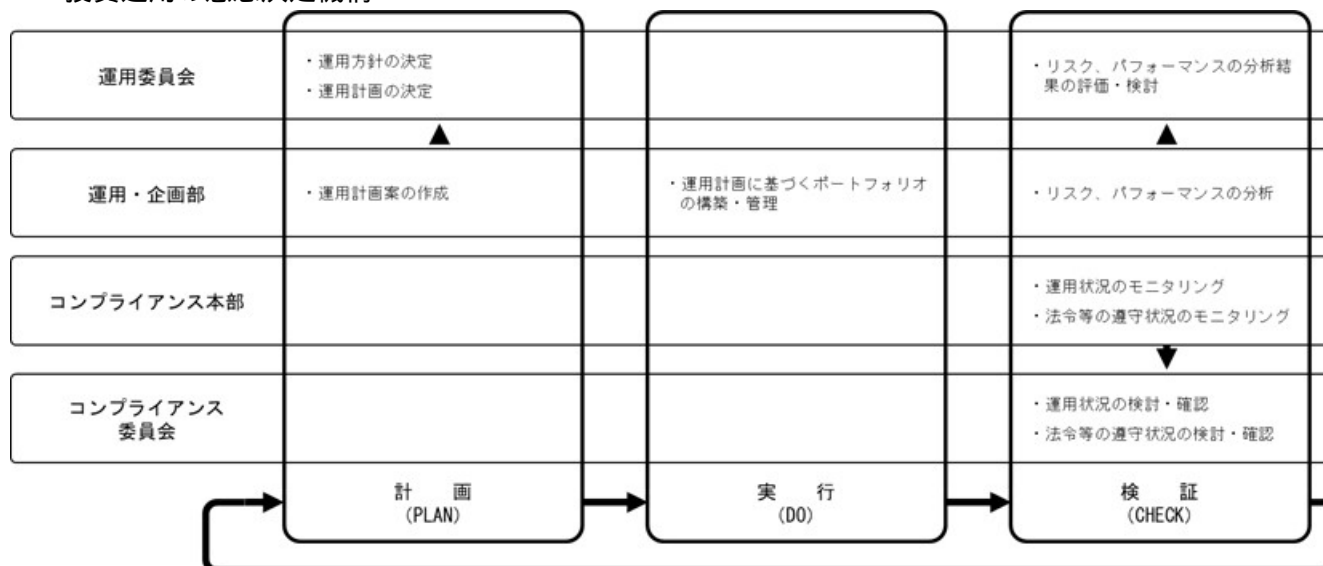 投資運用の意思決定機構
運用委員会
・運用方針の決定
・運用計画の決定
・リスク、パフォーマンスの分析結
果の評価・検討
運用・企画部
・運用計画案の作成
・運用計画に基づくポートフォリオ
の構築・管理
・リスク、パフォーマンスの分析
コンプライアンス本部
・運用状況のモニタリング
・法令等の遵守状況のモニタリング
コンプライアンス
委員会
・運用状況の検討・確認
・法令等の遵守状況の検討・確認
計　画
(PLAN)
実　行
(DO)
検　証
(CHECK)